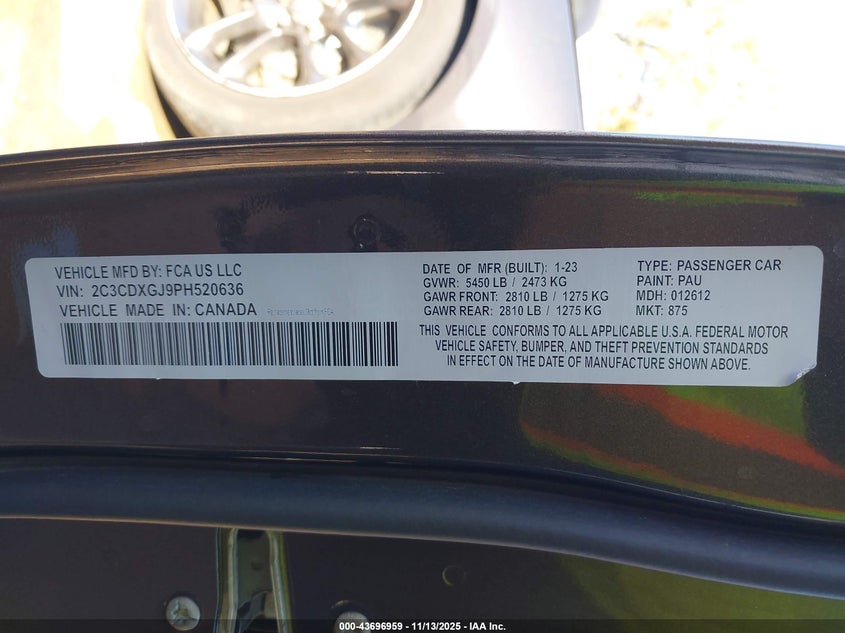 VEHICLE MFD BY: FCA US LLC
VIN: 2C3CDXGJ9PH520636
VEHICLE MADE IN: CANADA
DATE OF MFR (BUILT): 1-23
GVWR: 5450 LB / 2473 KG
GAWR FRONT: 2810 LB / 1275 KG
GAWR REAR: 2810 LB / 1275 KG
TYPE: PASSENGER CAR
PAINT: PAU
MDH: 012612
MKT: 875
THIS VEHICLE CONFORMS TO ALL APPLICABLE U.S.A. FEDERAL MOTOR
VEHICLE SAFETY, BUMPER, AND THEFT PREVENTION STANDARDS
IN EFFECT ON THE DATE OF MANUFACTURE SHOWN ABOVE.
000-43696959 - 11/13/2025 - IAA Inc.